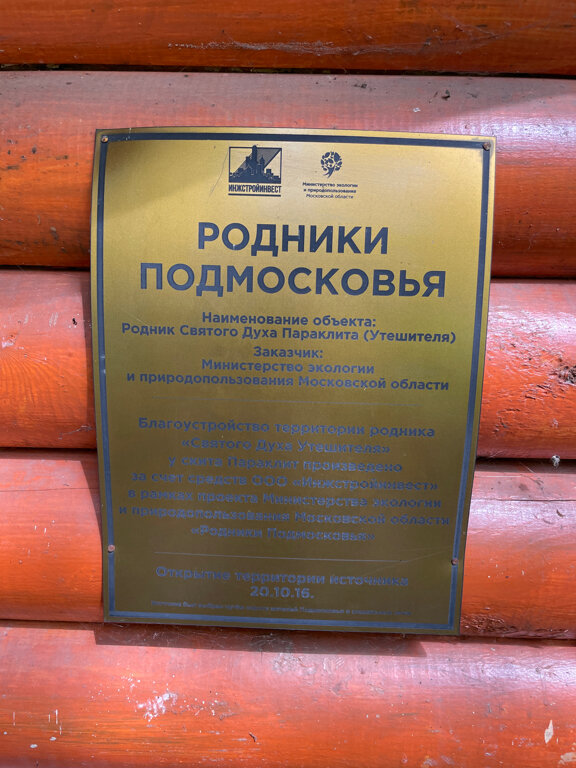 ИНЖСТРОЙИНВЕСТ
Министерство экологии
и природопользования
Московской области
РОДНИКИ
ПОДМОСКОВЬЯ
Наименование объекта:
Родник Святого Духа Параклита (Утешителя)
Заказчик:
Министерство экологии
и природопользования Московской области
Благоустройство территории родника
«Святого Духа Утешителя»
у скита Параклит произведено
за счет средств ООО «Инжстройинвест»
в рамках проекта Министерства экологии
и природопользования Московской области
«Родники Подмосковья»
Открытие территории источника
20.10.16.